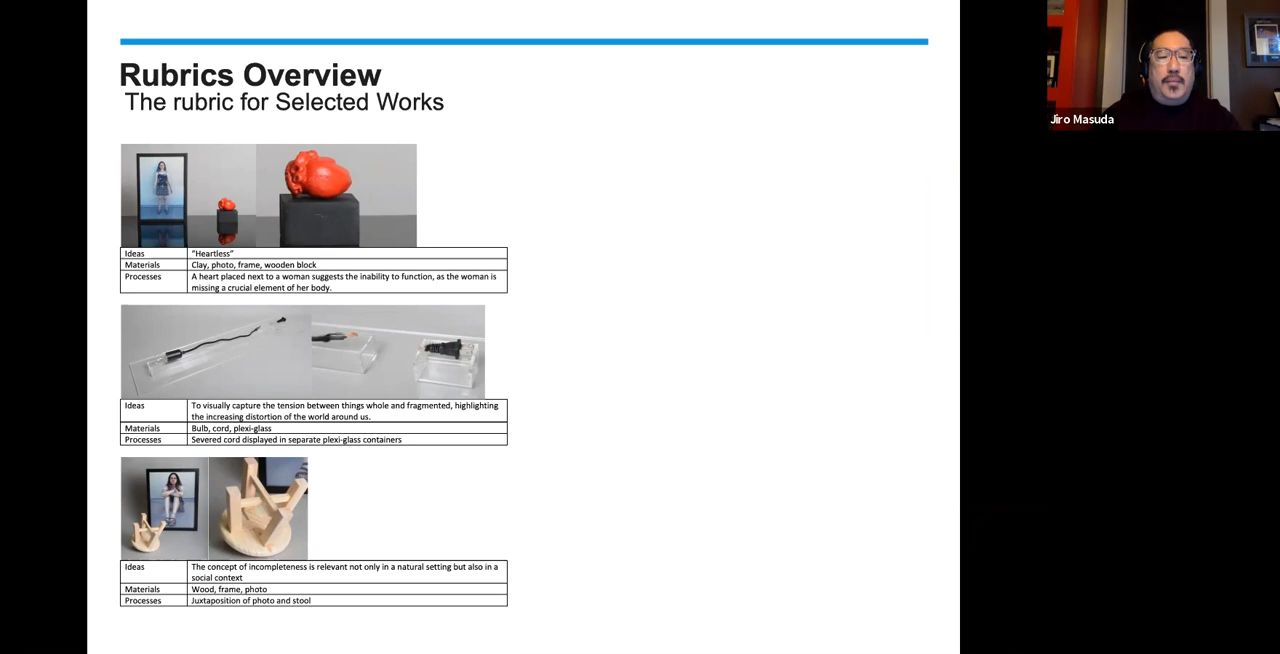 Rubrics Overview
The rubric for Selected Works
Jiro Masuda
Ideas "Heartless"
Materials Clay, photo, frame, wooden block
Processes A heart placed next to a woman suggests the inability to function, as the woman is
missing a crucial element of her body.
Ideas To visually capture the tension between things whole and fragmented, highlighting
the increasing distortion of the world around us.
Materials Bulb, cord, plexi-glass
Processes Severed cord displayed in separate plexi-glass containers
Ideas The concept of incompleteness is relevant not only in a natural setting but also in a
social context
Materials Wood, frame, photo
Processes Juxtaposition of photo and stool